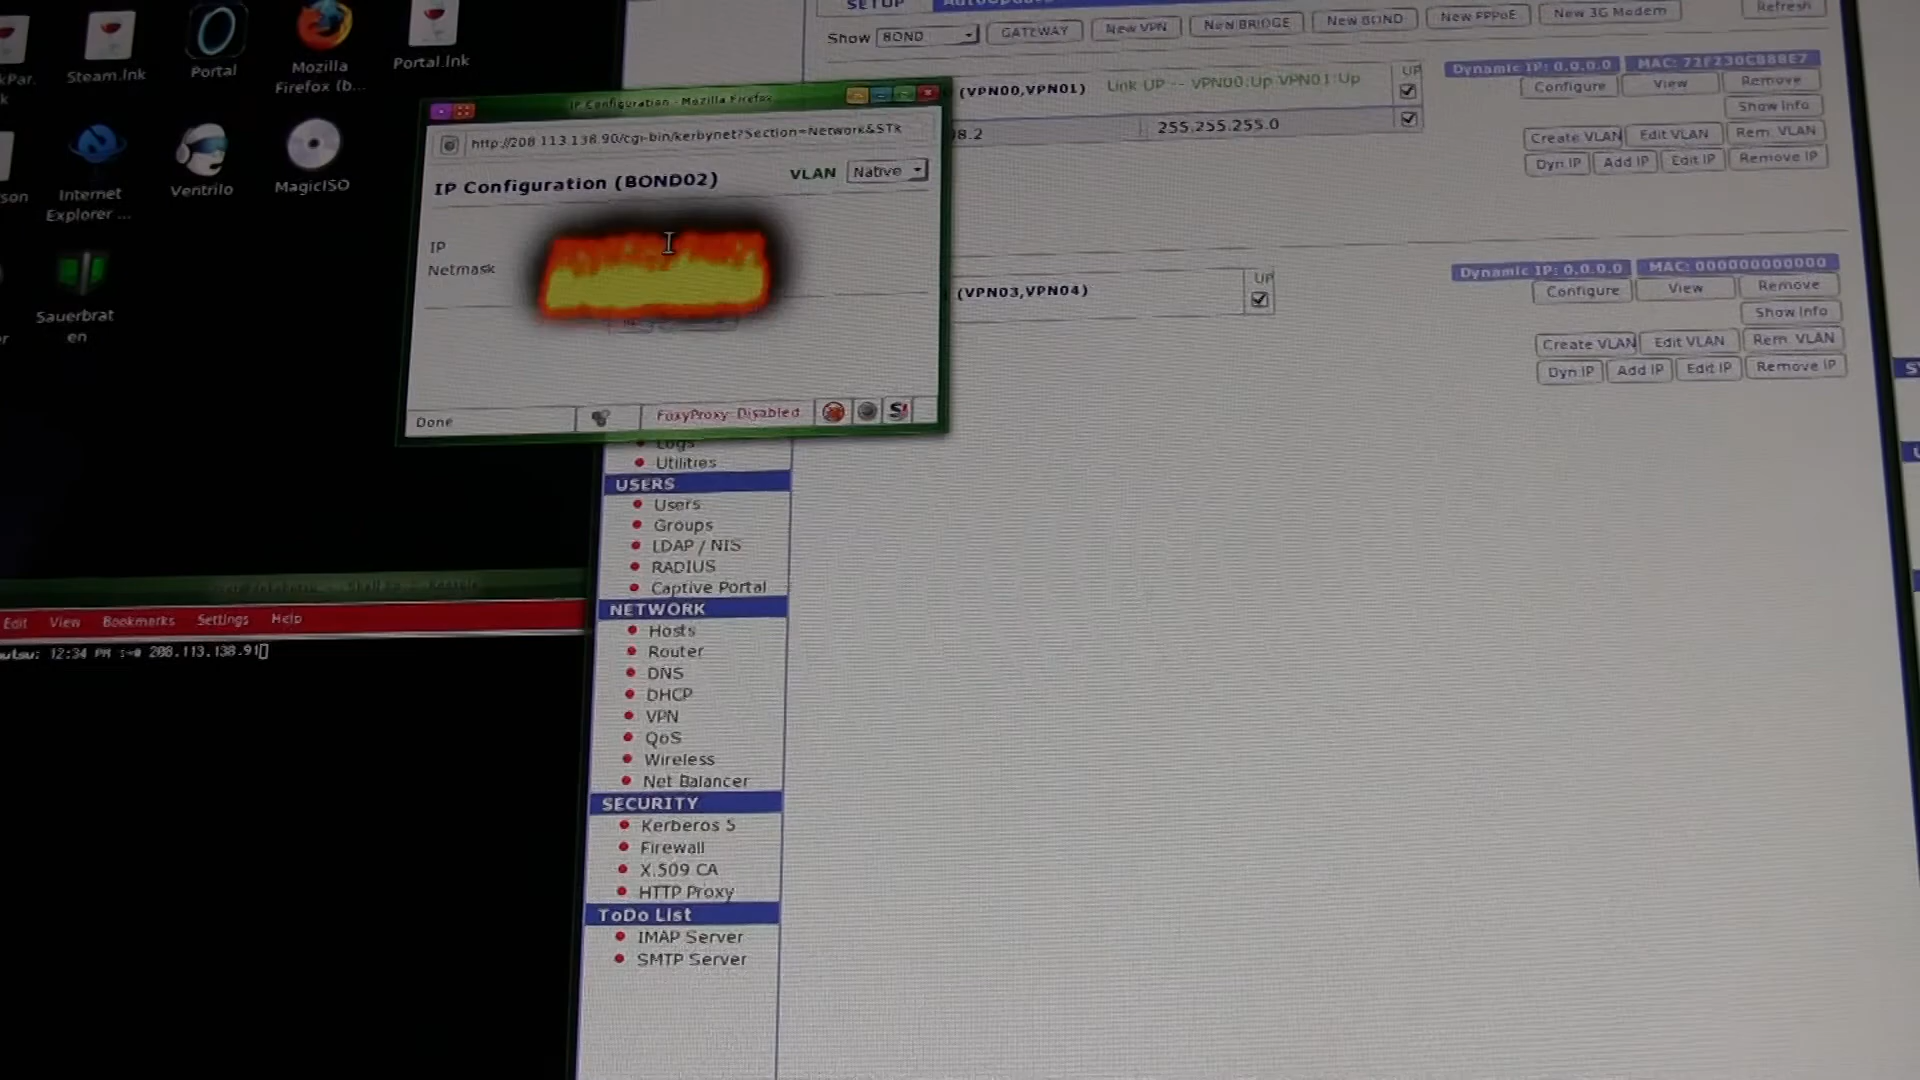 Steam.lnk
Portal
Mozilla
Firefox (b...
Portal.lnk
Internet
Explorer ...
Ventrilo
MagicISO
Sauerbrat
en
SETUP
Show BOND GATEWAY New VPN New BRIDGE New BOND New PPPoE New 3G Modem Refresh
(VPN00,VPN01) Link UP -- VPN00:Up VPN01:Up UP
Dynamic IP: 0.0.0.0
Configure View Remove
Show Info
Create VLAN Edit VLAN Rem. VLAN
Dyn IP Add IP Edit IP Remove IP
8.2 255.255.255.0
(VPN03,VPN04) UP
Dynamic IP: 0.0.0.0 MAC: 000000000000
Configure View Remove
Show Info
Create VLAN Edit VLAN Rem. VLAN
Dyn IP Add IP Edit IP Remove IP
IP Configuration - Mozilla Firefox
http://208.113.138.90/cgi-bin/kerbynet?Section=Network&STk
IP Configuration (BOND02) VLAN Native
IP
Netmask
Done FoxyProxy: Disabled
Logs
Utilities
USERS
Users
Groups
LDAP / NIS
RADIUS
Captive Portal
NETWORK
Hosts
Router
DNS
DHCP
VPN
QoS
Wireless
Net Balancer
SECURITY
Kerberos 5
Firewall
X.509 CA
HTTP Proxy
ToDo List
IMAP Server
SMTP Server
Edit View Bookmarks Settings Help
12:34 PM :~# 208.113.138.91